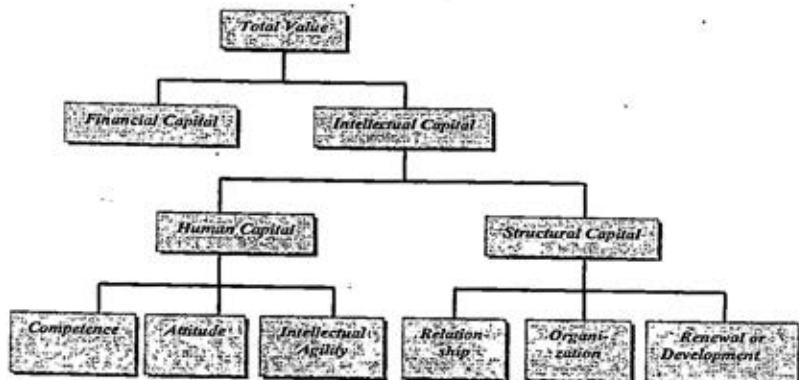 Total Value
Financial Capital
Intellectual Capital
Human Capital
Structural Capital
Competence
Attitude
Intellectual
Agility
Relation-
ship
Organi-
zation
Renewal or
Development